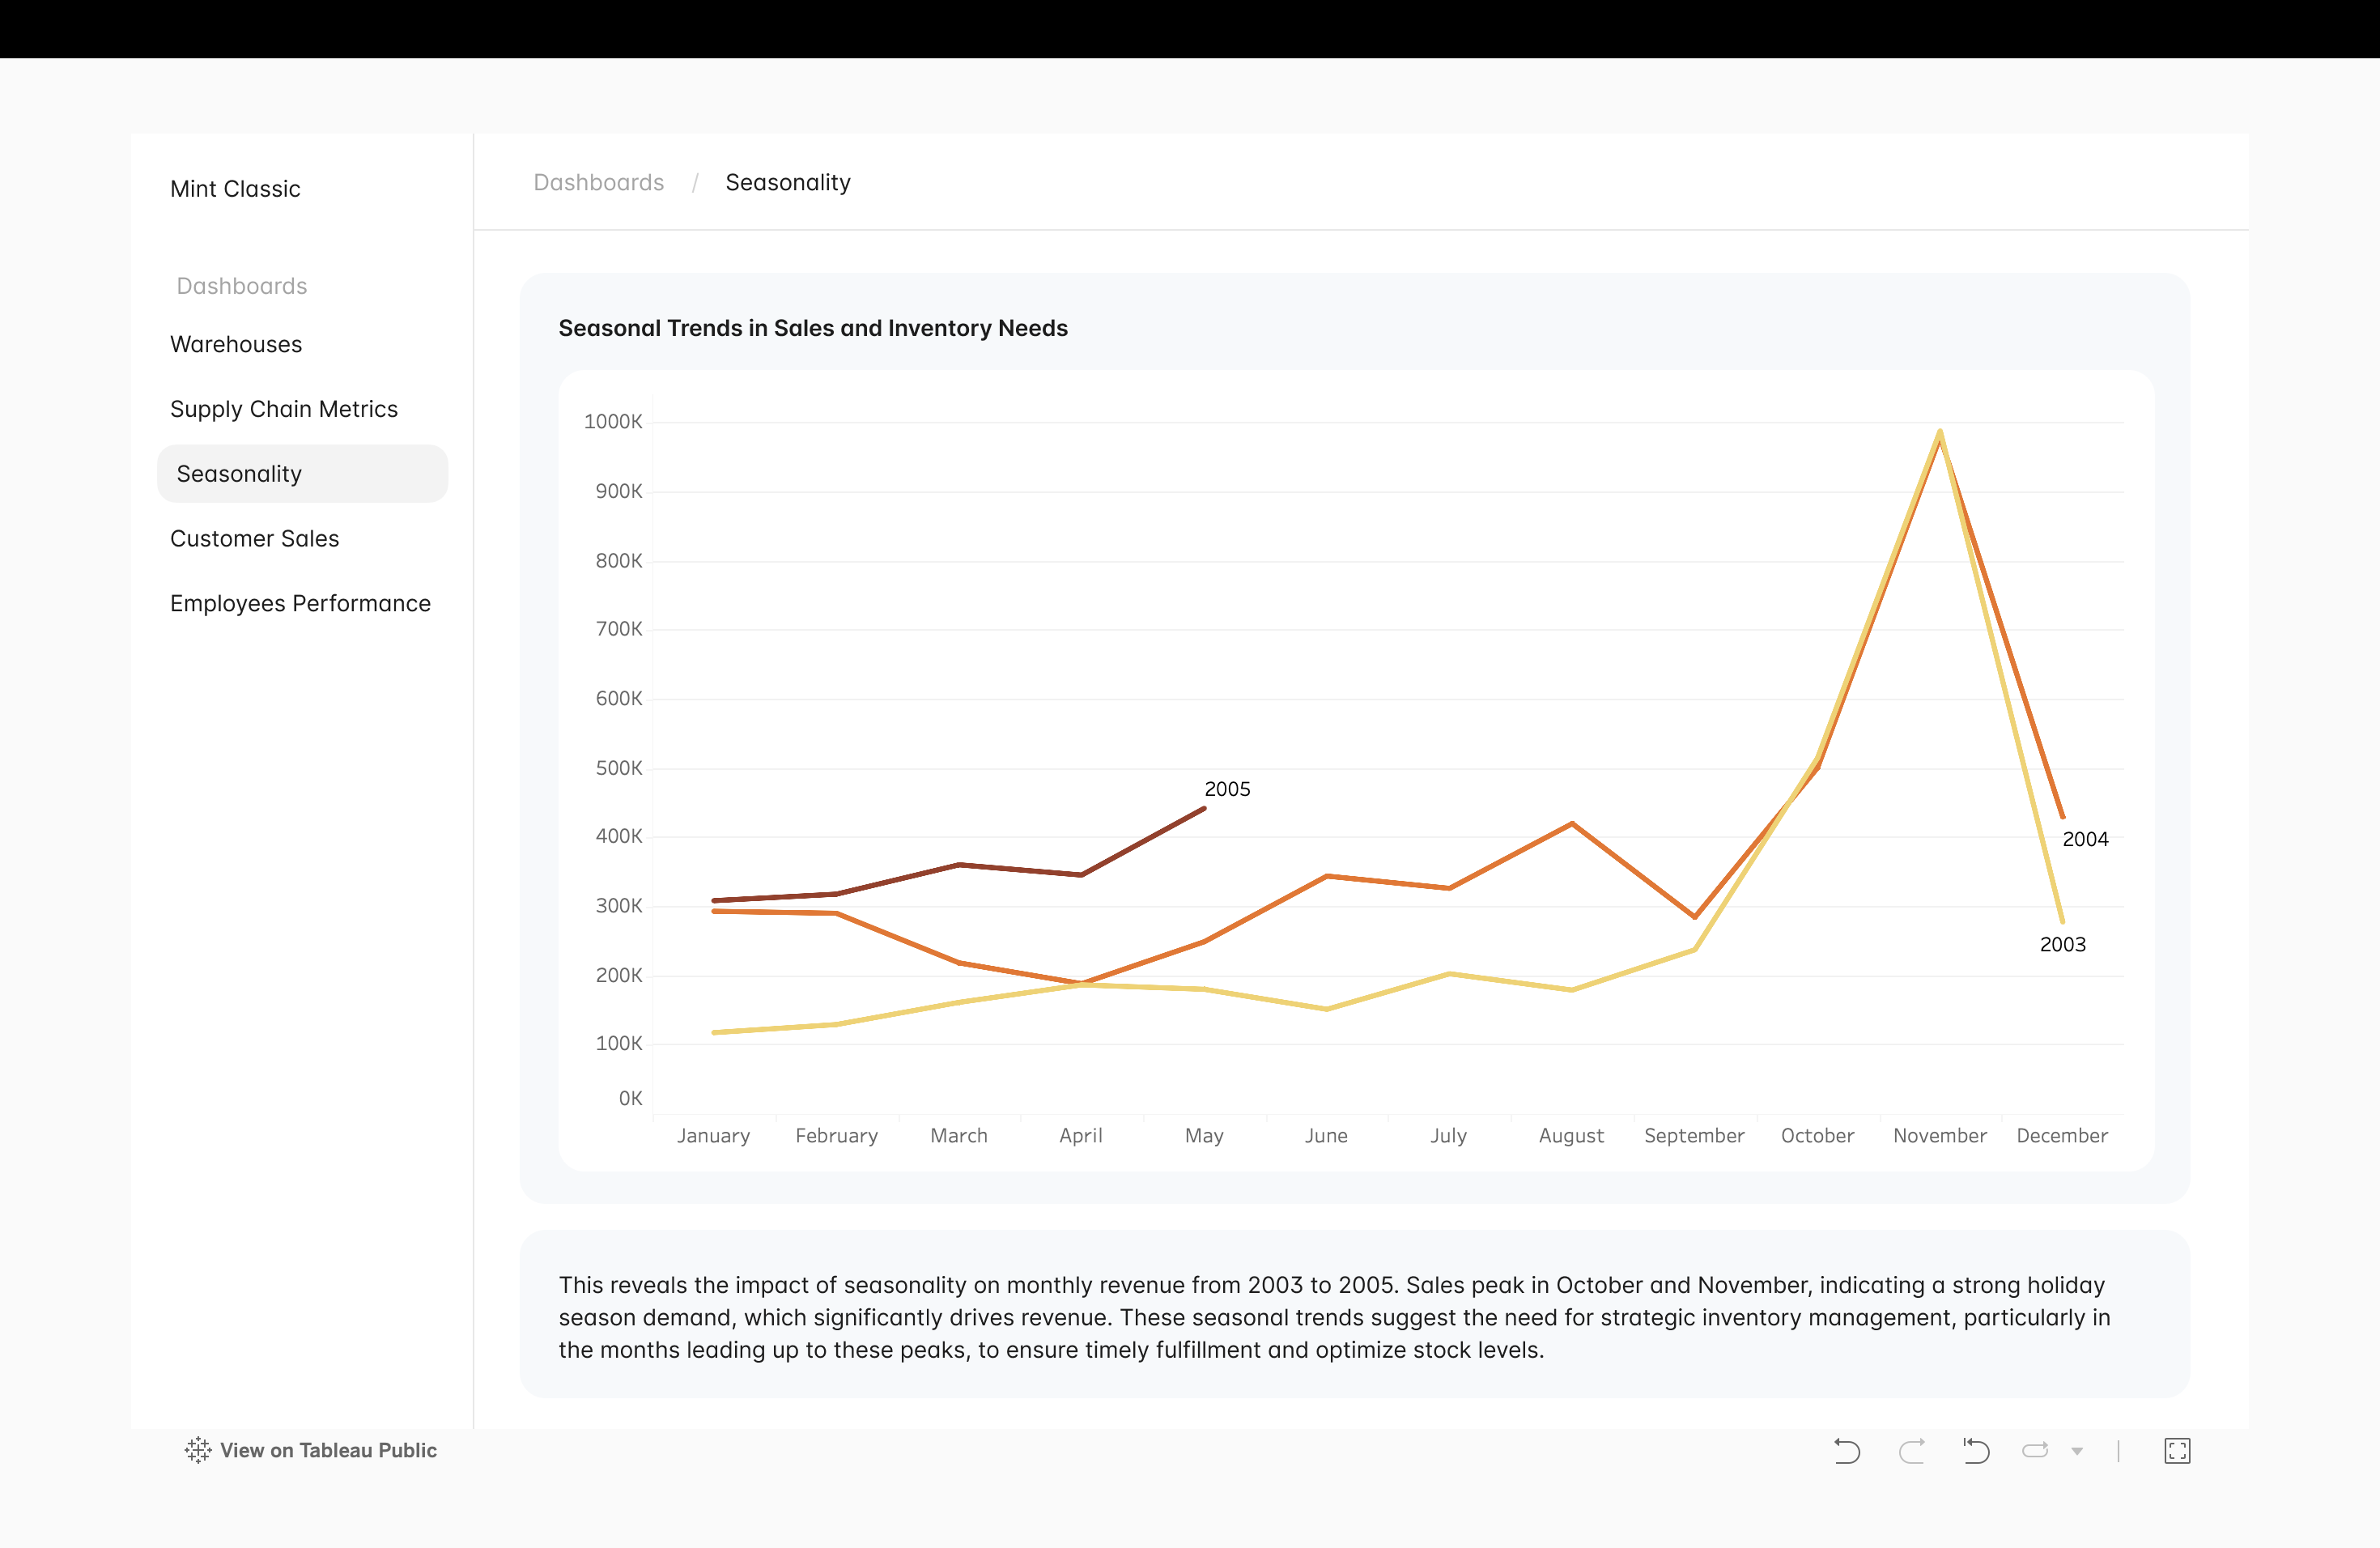 Mint Classic
Dashboards
Warehouses
Supply Chain Metrics
Seasonality
Customer Sales
Employees Performance
Dashboards / Seasonality
Seasonal Trends in Sales and Inventory Needs
1000K
900K
800K
700K
600K
500K
400K
300K
200K
100K
0K
2005
2004
2003
January February March April May June July August September October November December
This reveals the impact of seasonality on monthly revenue from 2003 to 2005. Sales peak in October and November, indicating a strong holiday
season demand, which significantly drives revenue. These seasonal trends suggest the need for strategic inventory management, particularly in
the months leading up to these peaks, to ensure timely fulfillment and optimize stock levels.
View on Tableau Public